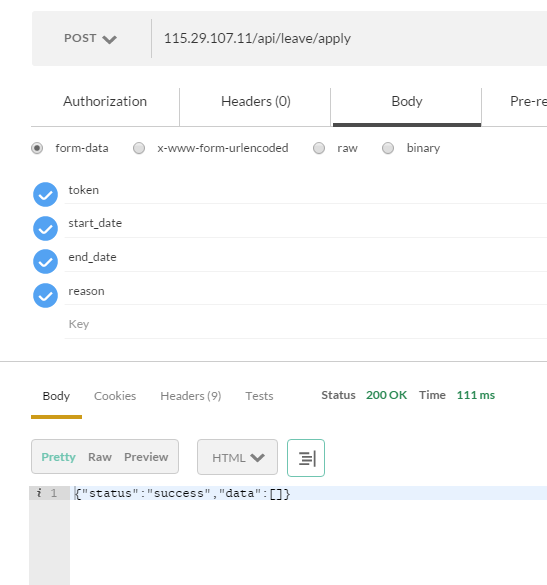 POST 115.29.107.11/api/leave/apply
Authorization Headers (0) Body Pre-re
form-data x-www-form-urlencoded raw binary
token
start_date
end_date
reason
Key
Body Cookies Headers (9) Tests Status 200 OK Time 111 ms
Pretty Raw Preview HTML
i 1 {"status":"success","data":[]}